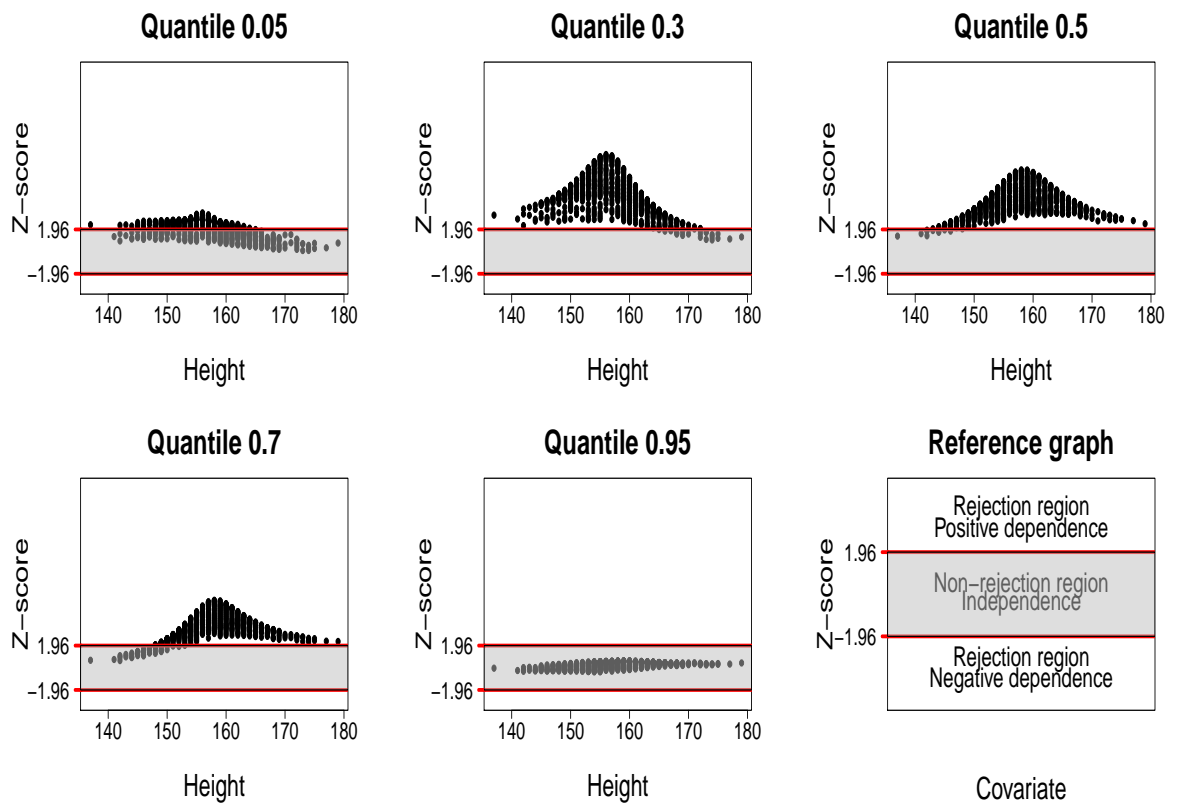 Quantile 0.05
Z−score
1.96
−1.96
140 150 160 170 180
Height
Quantile 0.3
Z−score
1.96
−1.96
140 150 160 170 180
Height
Quantile 0.5
Z−score
1.96
−1.96
140 150 160 170 180
Height
Quantile 0.7
Z−score
1.96
−1.96
140 150 160 170 180
Height
Quantile 0.95
Z−score
1.96
−1.96
140 150 160 170 180
Height
Reference graph
Z−score
1.96
−1.96
Rejection region
Positive dependence
Non−rejection region
Independence
Rejection region
Negative dependence
Covariate